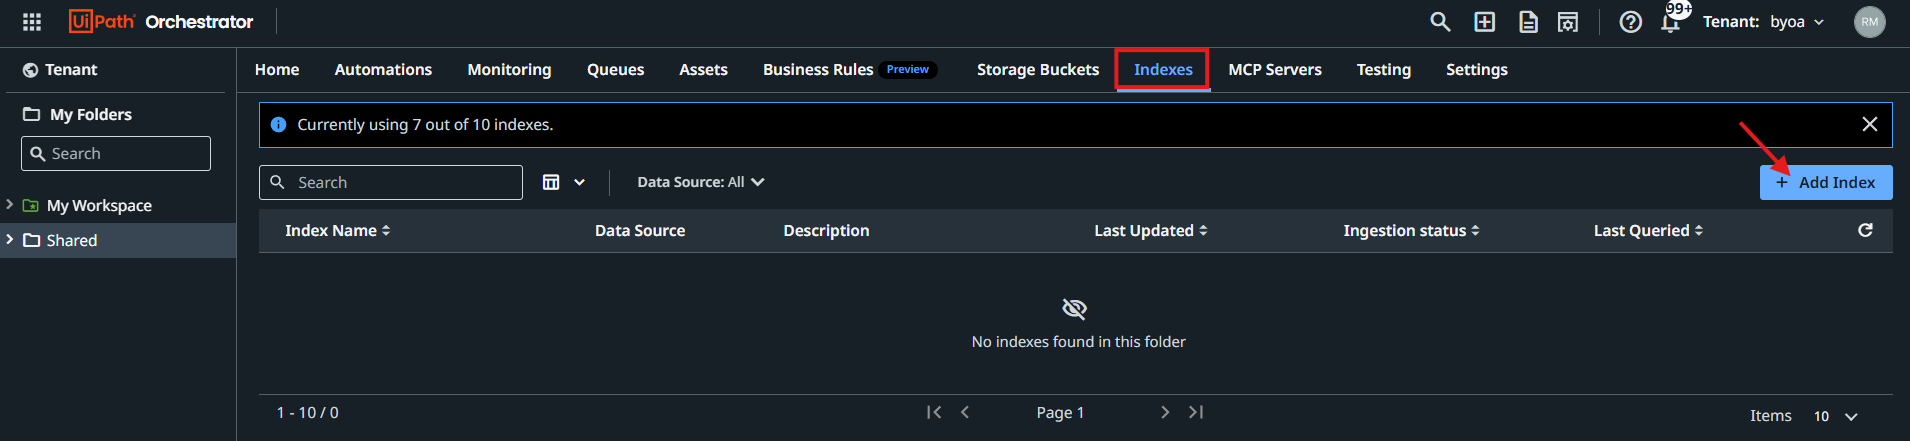 UiPath Orchestrator
99+
Tenant: byoa
RM
Tenant
Home Automations Monitoring Queues Assets Business Rules Preview Storage Buckets Indexes MCP Servers Testing Settings
My Folders
Search
My Workspace
Shared
Currently using 7 out of 10 indexes.
Search
Data Source: All
+ Add Index
Index Name Data Source Description Last Updated Ingestion status Last Queried
No indexes found in this folder
1 - 10 / 0
Page 1
Items 10